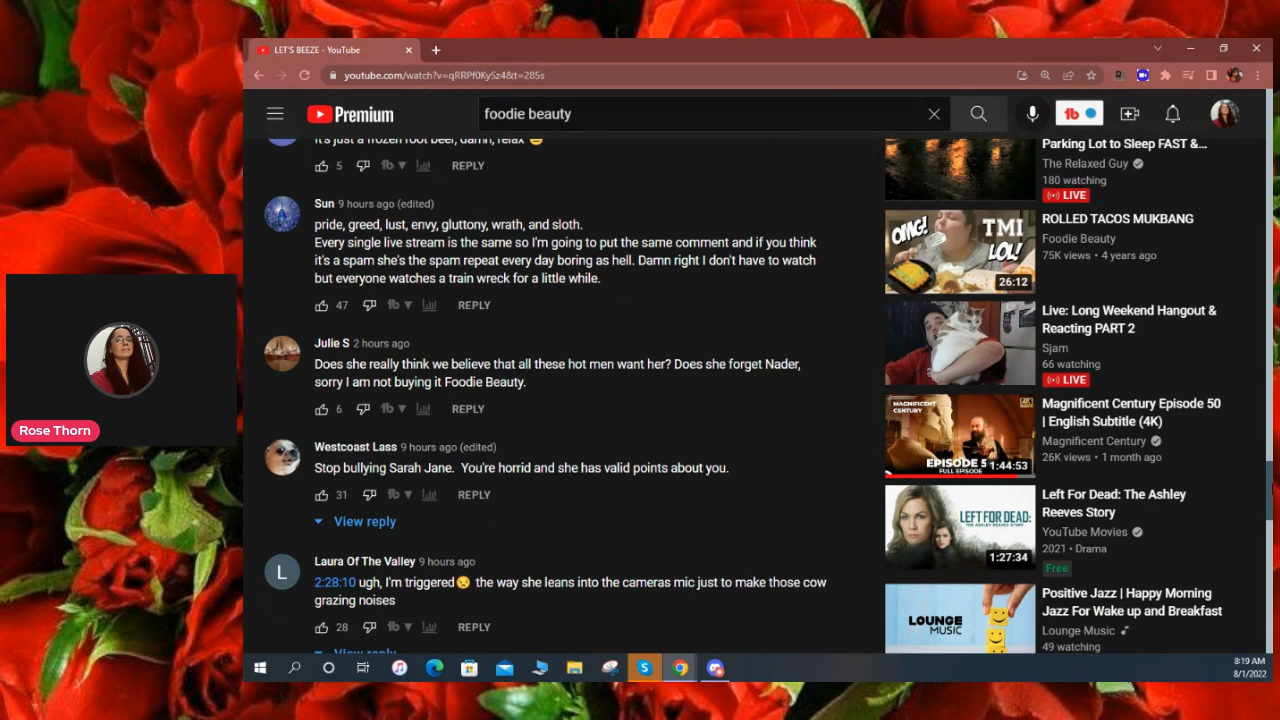 LET'S BEEZE - YouTube
youtube.com/watch?v=qRRPf0KySz4&t=285s
Premium
foodie beauty
It's just a frozen root beer, damn, relax
5
REPLY
Sun 9 hours ago (edited)
pride, greed, lust, envy, gluttony, wrath, and sloth.
Every single live stream is the same so I'm going to put the same comment and if you think
it's a spam she's the spam repeat every day boring as hell. Damn right I don't have to watch
but everyone watches a train wreck for a little while.
47
REPLY
Julie S 2 hours ago
Does she really think we believe that all these hot men want her? Does she forget Nader,
sorry I am not buying it Foodie Beauty.
6
REPLY
Westcoast Lass 9 hours ago (edited)
Stop bullying Sarah Jane. You're horrid and she has valid points about you.
31
REPLY
View reply
L
Laura Of The Valley 9 hours ago
2:28:10 ugh, I'm triggered the way she leans into the cameras mic just to make those cow
grazing noises
28
REPLY
View reply
Parking Lot to Sleep FAST &...
The Relaxed Guy
180 watching
LIVE
OMG!
TMI
LOL!
26:12
ROLLED TACOS MUKBANG
Foodie Beauty
75K views • 4 years ago
Live: Long Weekend Hangout &
Reacting PART 2
Sjam
66 watching
LIVE
MAGNIFICENT
CENTURY
4K
EPISODE 5
FULL EPISODE
1:44:53
Magnificent Century Episode 50
| English Subtitle (4K)
Magnificent Century
26K views • 1 month ago
LEFT FOR DEAD:
THE ASHLEY REEVES STORY
1:27:34
Left For Dead: The Ashley
Reeves Story
YouTube Movies
2021 • Drama
Free
LOUNGE
MUSIC
Positive Jazz | Happy Morning
Jazz For Wake up and Breakfast
Lounge Music
49 watching
Rose Thorn
8:19 AM
8/1/2022